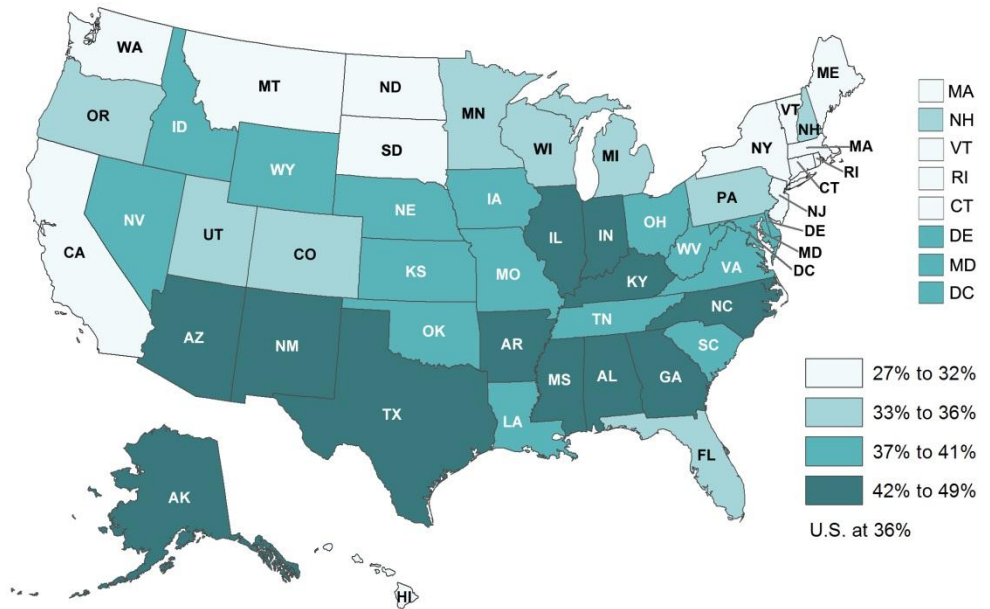 WA
MT
ND
ME
OR
ID
MN
VT
NH
SD
WI
MI
NY
MA
RI
CT
WY
PA
NJ
IA
NE
OH
DE
NV
IL
IN
MD
UT
WV
DC
CO
VA
CA
KS
MO
KY
NC
TN
OK
AZ
NM
AR
SC
MS
AL
GA
TX
LA
FL
AK
HI
MA
NH
VT
RI
CT
DE
MD
DC
27% to 32%
33% to 36%
37% to 41%
42% to 49%
U.S. at 36%